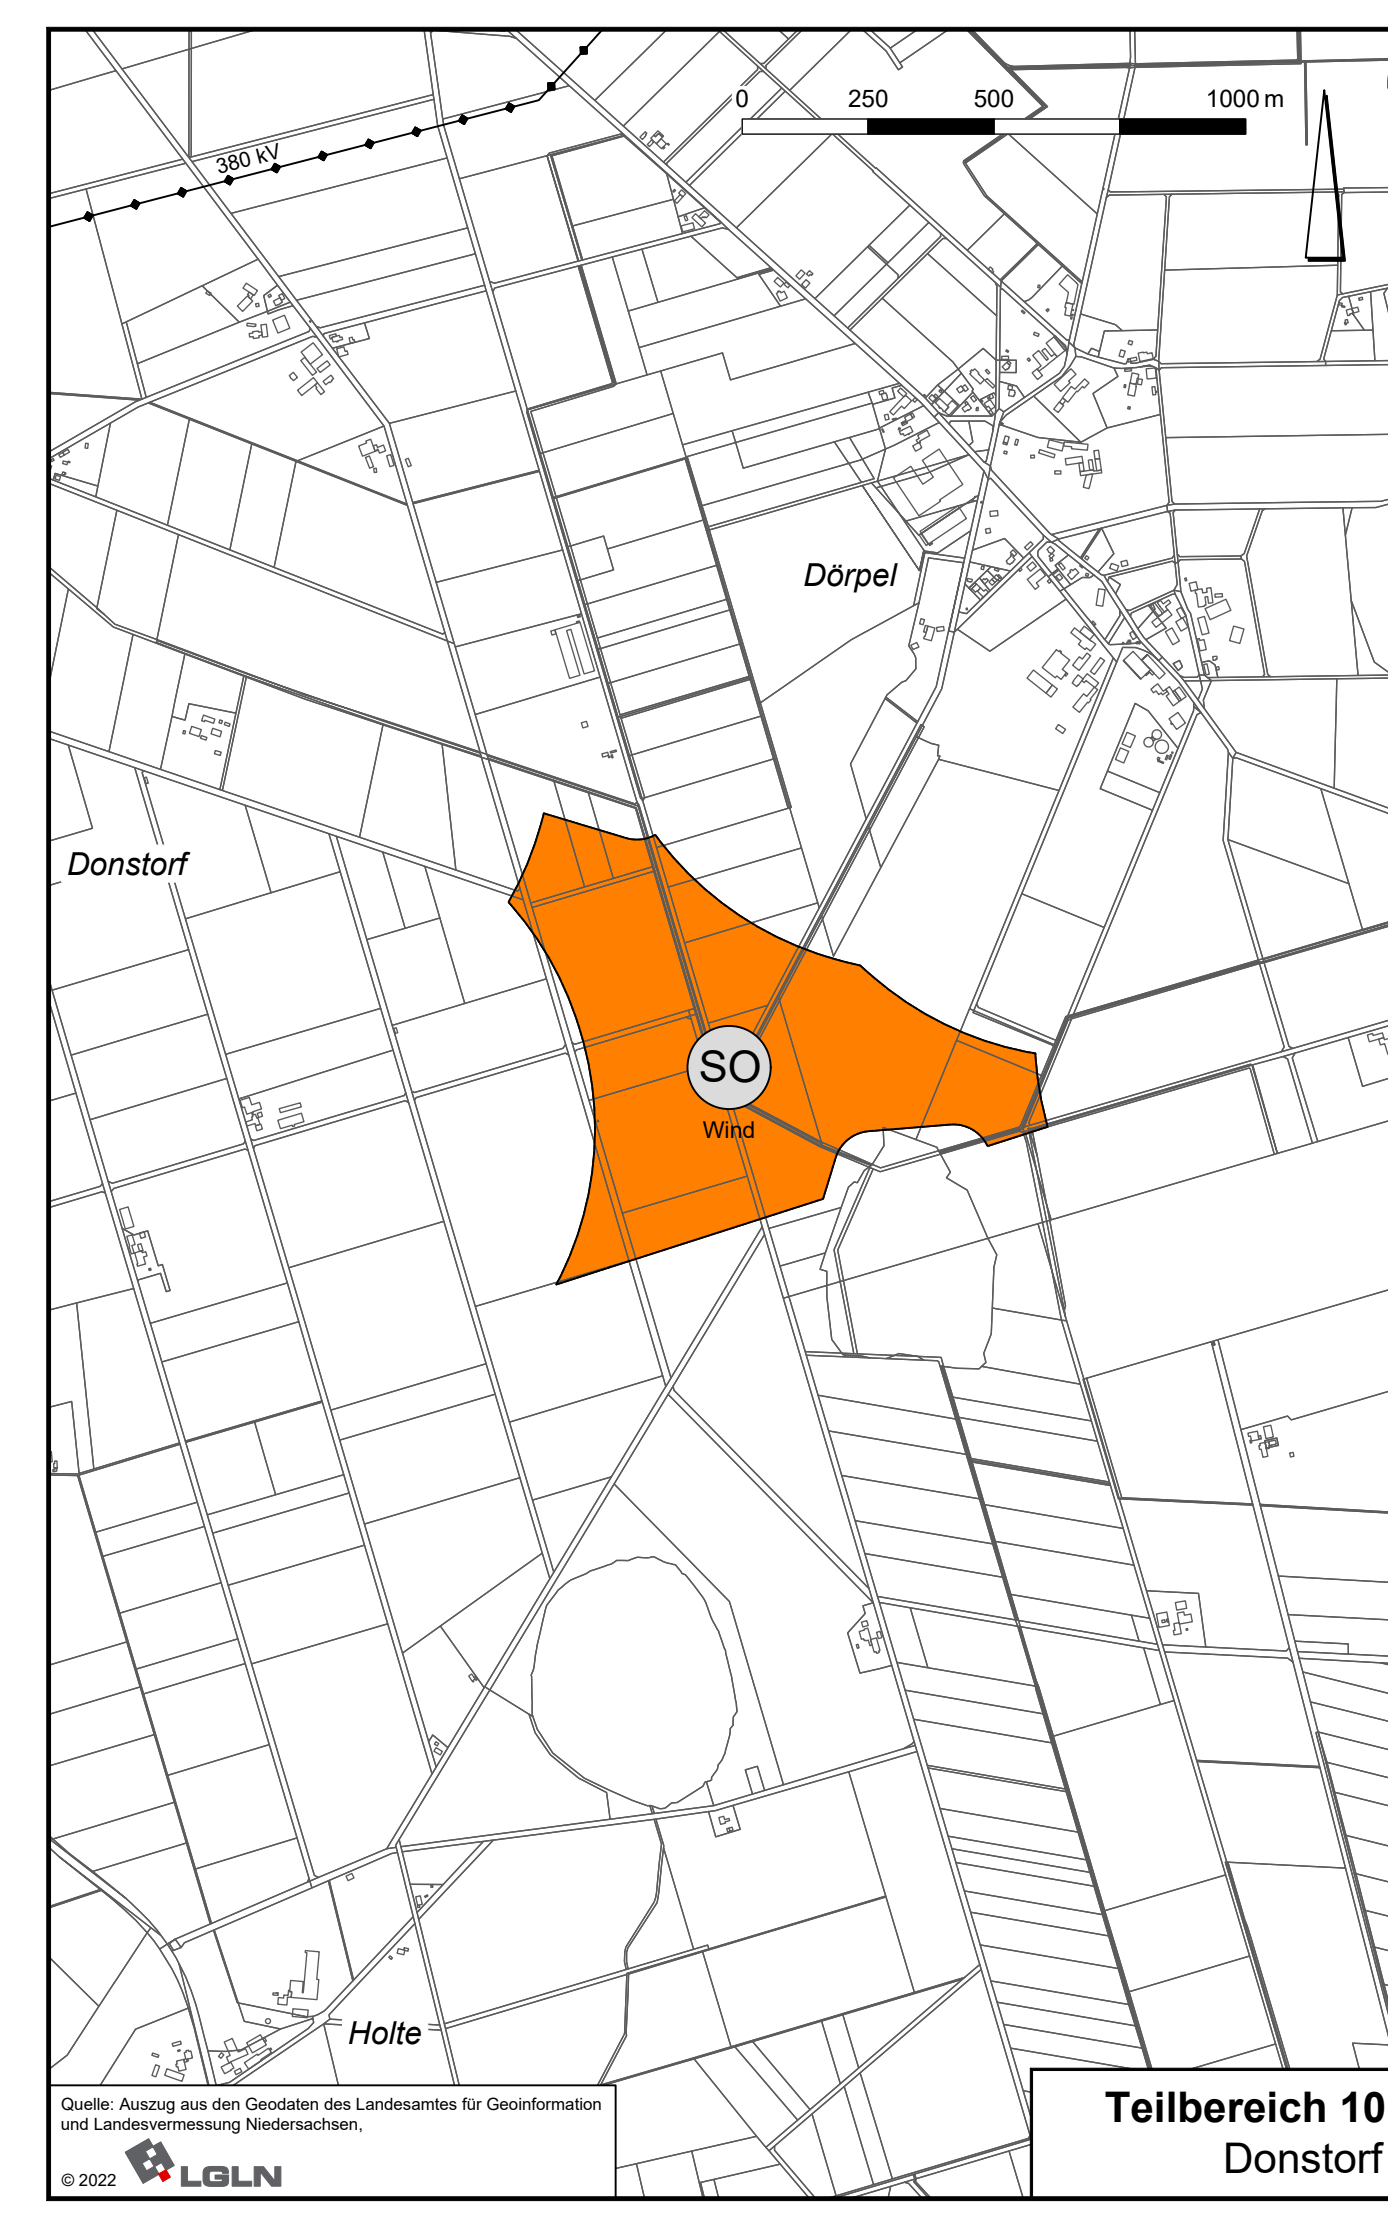 0 250 500 1000 m
380 kV
Dörpel
Donstorf
SO
Wind
Holte
Quelle: Auszug aus den Geodaten des Landesamtes für Geoinformation
und Landesvermessung Niedersachsen,
© 2022 LGLN
Teilbereich 10
Donstorf